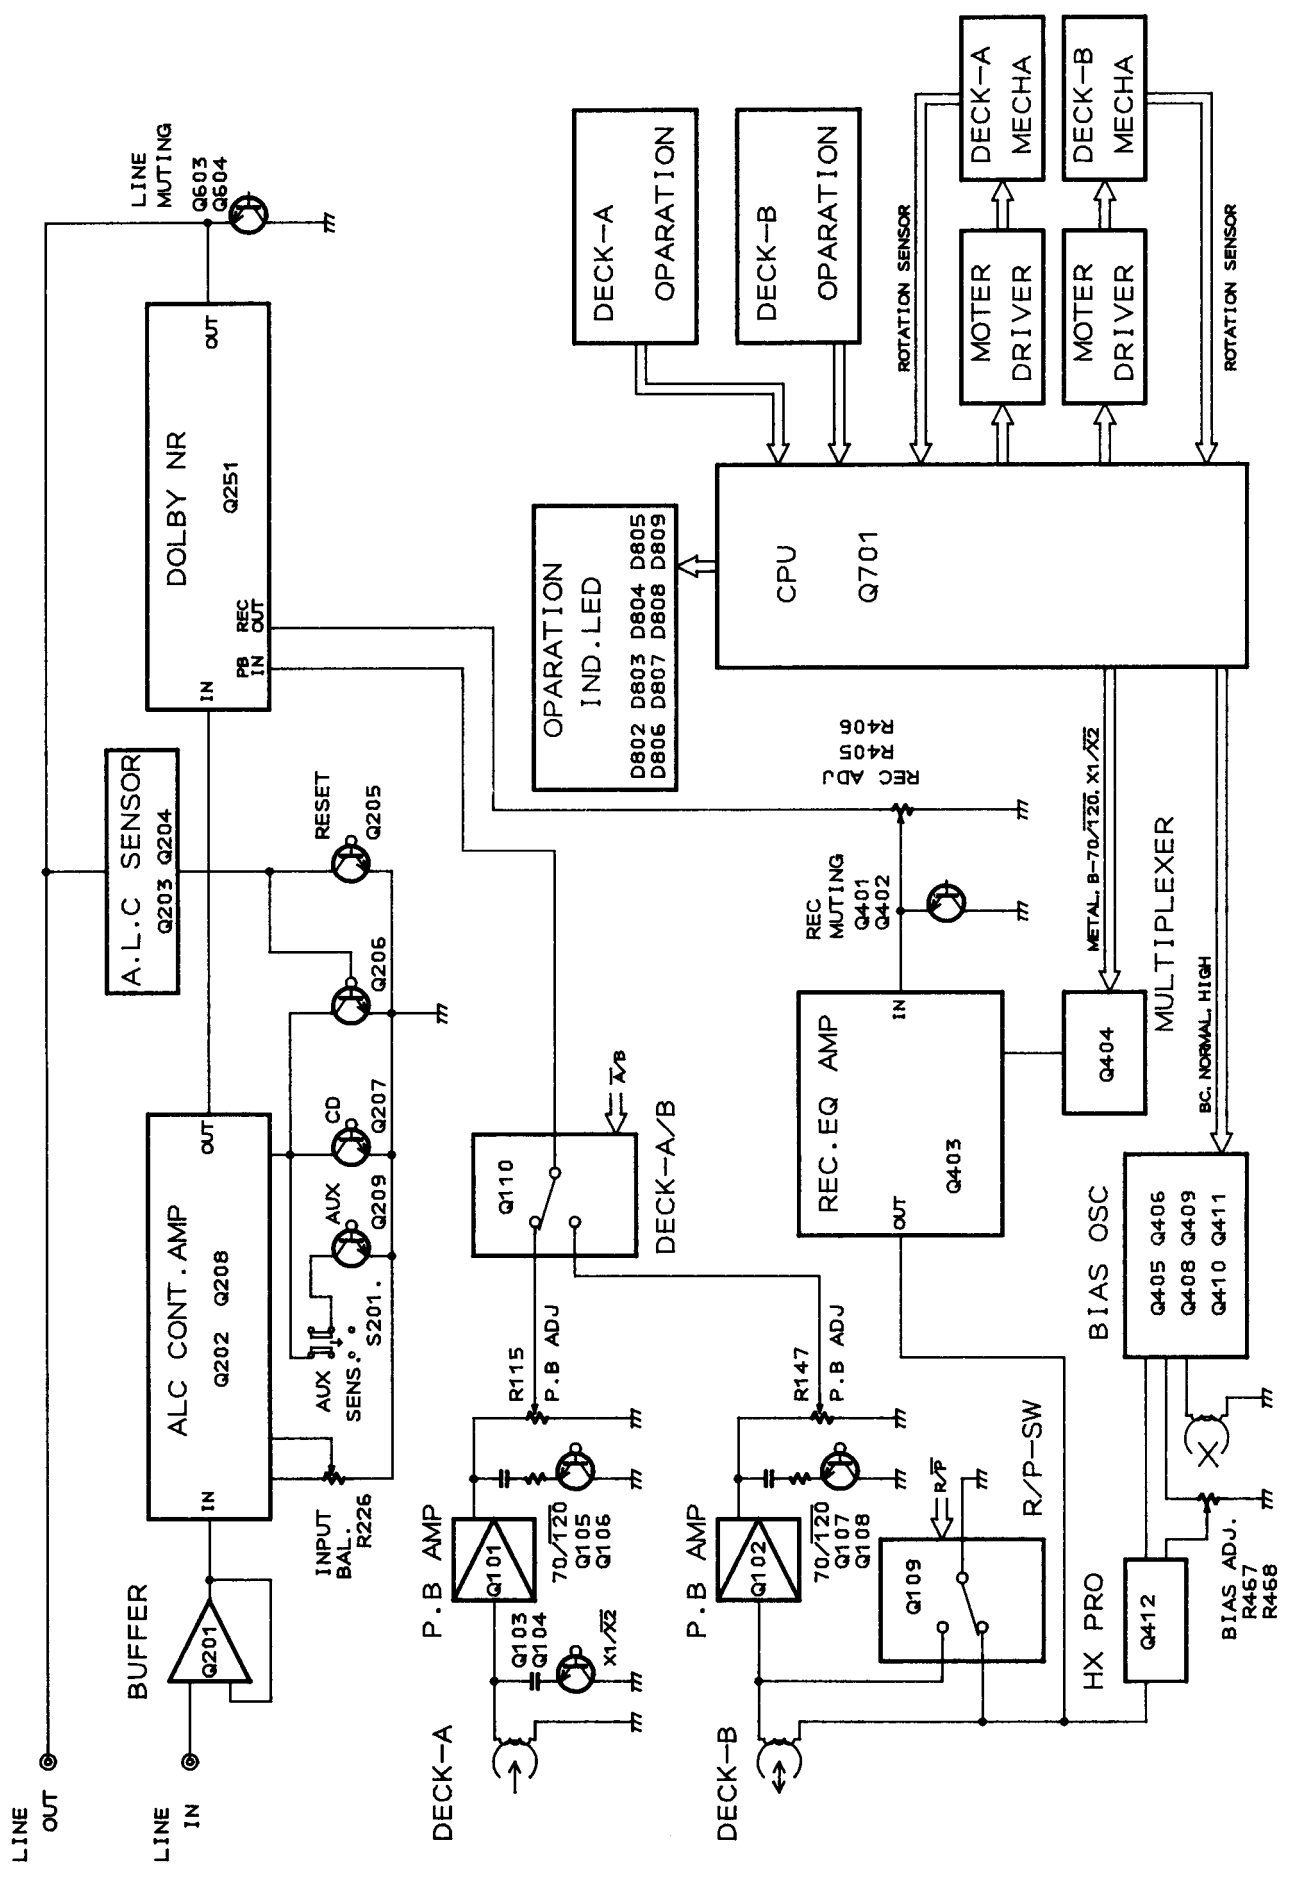 LINE
OUT
LINE
IN
BUFFER
Q201
ALC CONT.AMP
Q202 Q208
IN
OUT
INPUT
BAL.
R226
AUX
SENS.
S201.
AUX
Q209
CD
Q207
Q206
RESET
Q205
A.L.C SENSOR
Q203 Q204
DOLBY NR
Q251
IN
PB
IN
REC
OUT
OUT
LINE
MUTING
Q603
Q604
DECK-A
P.B AMP
Q101
Q103
Q104
X1/X2
70/120
Q105
Q106
R115
P.B ADJ
Q110
DECK-A/B
A/B
DECK-B
P.B AMP
Q102
70/120
Q107
Q108
R147
P.B ADJ
Q109
R/P
R/P-SW
REC.EQ AMP
Q403
OUT
IN
REC
MUTING
Q401
Q402
REC ADJ
R405
R406
OPARATION
IND.LED
D802 D803 D804 D805
D806 D807 D808 D809
DECK-A
OPARATION
DECK-B
OPARATION
CPU
Q701
ROTATION SENSOR
MOTER
DRIVER
DECK-A
MECHA
MOTER
DRIVER
DECK-B
MECHA
ROTATION SENSOR
METAL, B-70/120, X1/X2
Q404
MULTIPLEXER
BC. NORMAL, HIGH
BIAS OSC
Q405 Q406
Q408 Q409
Q410 Q411
HX PRO
Q412
BIAS ADJ.
R467
R468